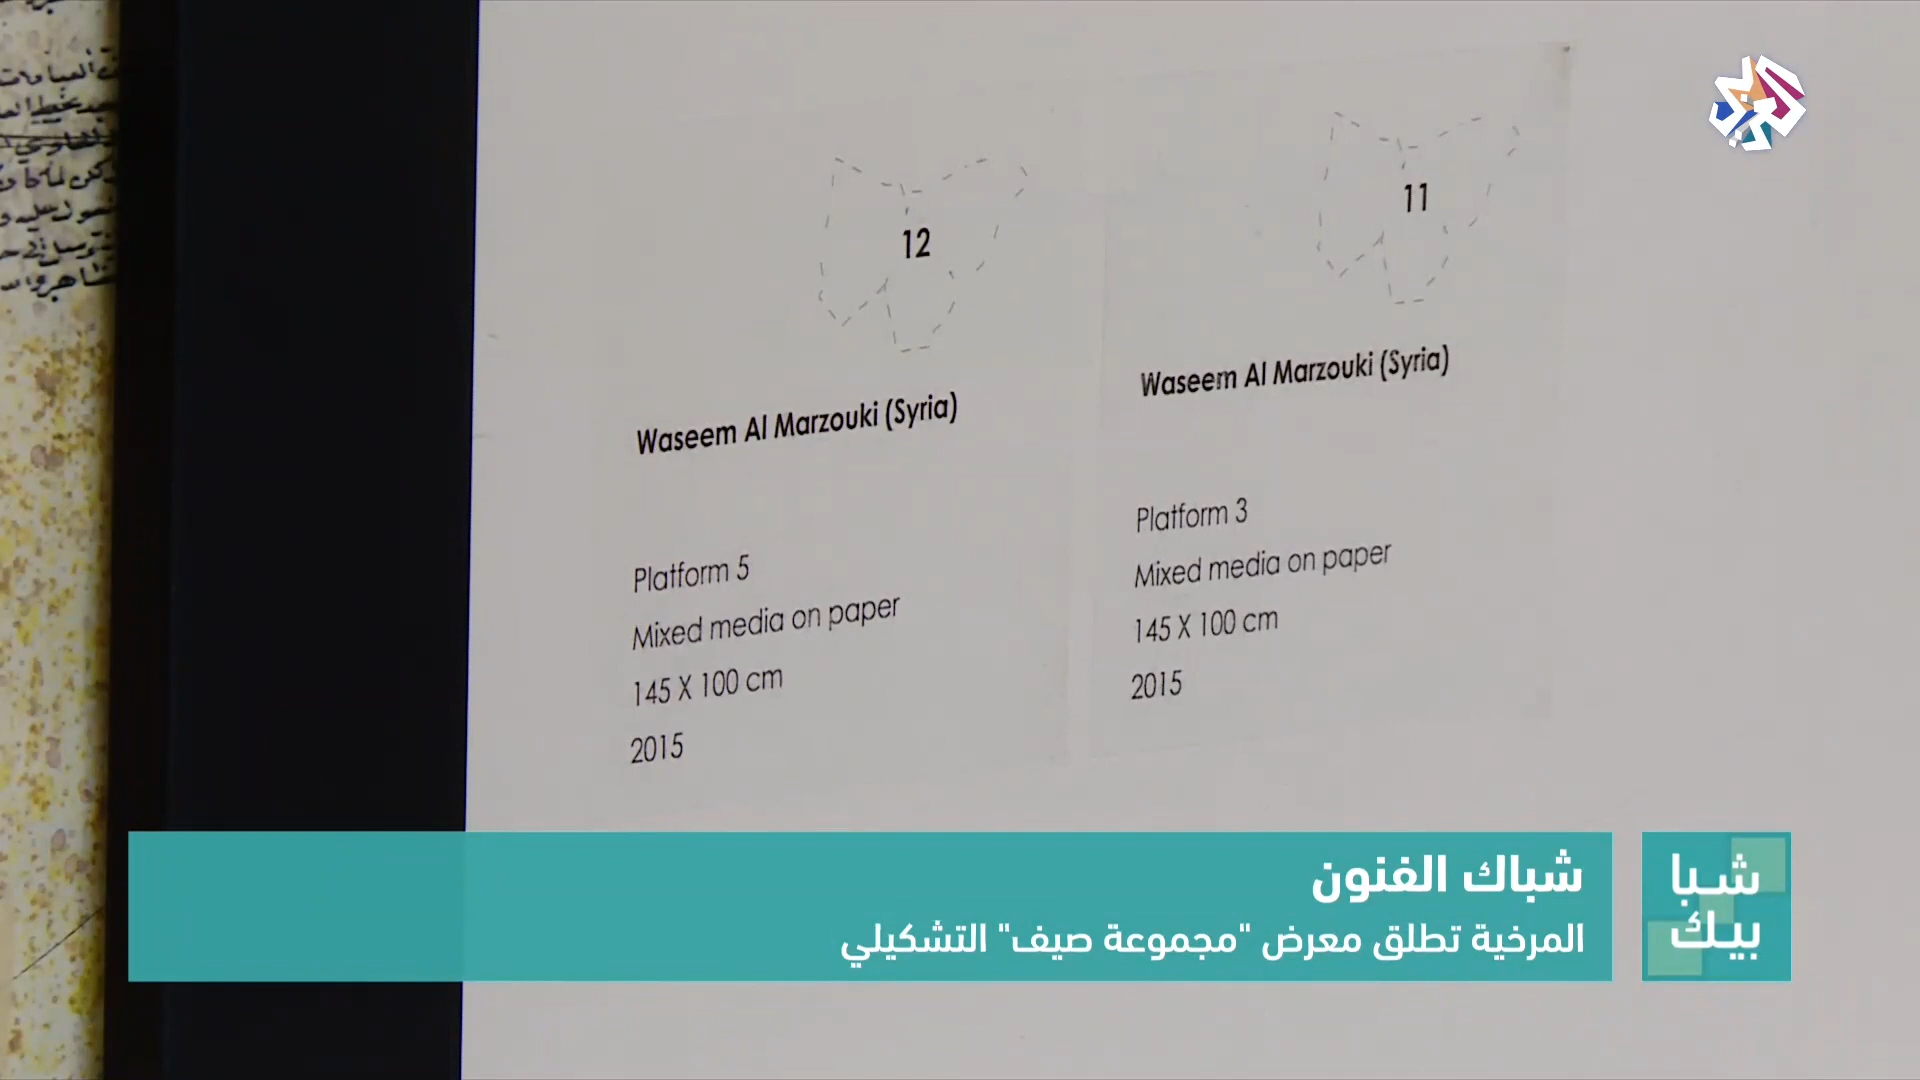 12
Waseem Al Marzouki (Syria)
Platform 5
Mixed media on paper
145 X 100 cm
2015
11
Waseem Al Marzouki (Syria)
Platform 3
Mixed media on paper
145 X 100 cm
2015
شباك الفنون
المرخية تطلق معرض "مجموعة صيف" التشكيلي
شبا
بيك